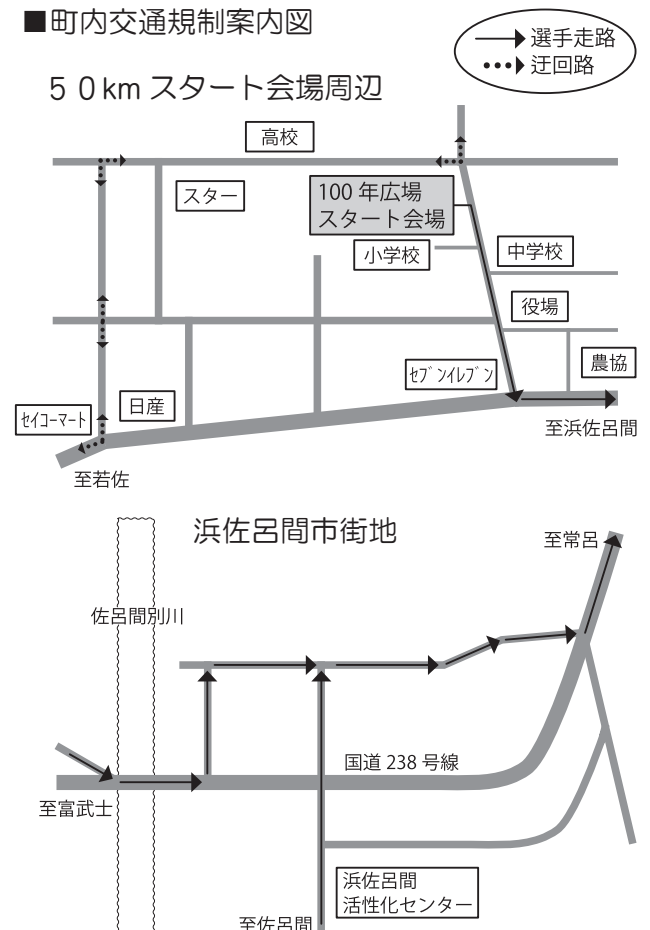 ■町内交通規制案内図
選手走路
迂回路
５０km スタート会場周辺
高校
スター
100 年広場
スタート会場
小学校
中学校
役場
農協
ｾﾌﾞﾝｲﾚﾌﾞﾝ
日産
ｾｲｺｰﾏｰﾄ
至浜佐呂間
至若佐
浜佐呂間市街地
至常呂
佐呂間別川
国道 238 号線
至富武士
浜佐呂間
活性化センター
至佐呂間